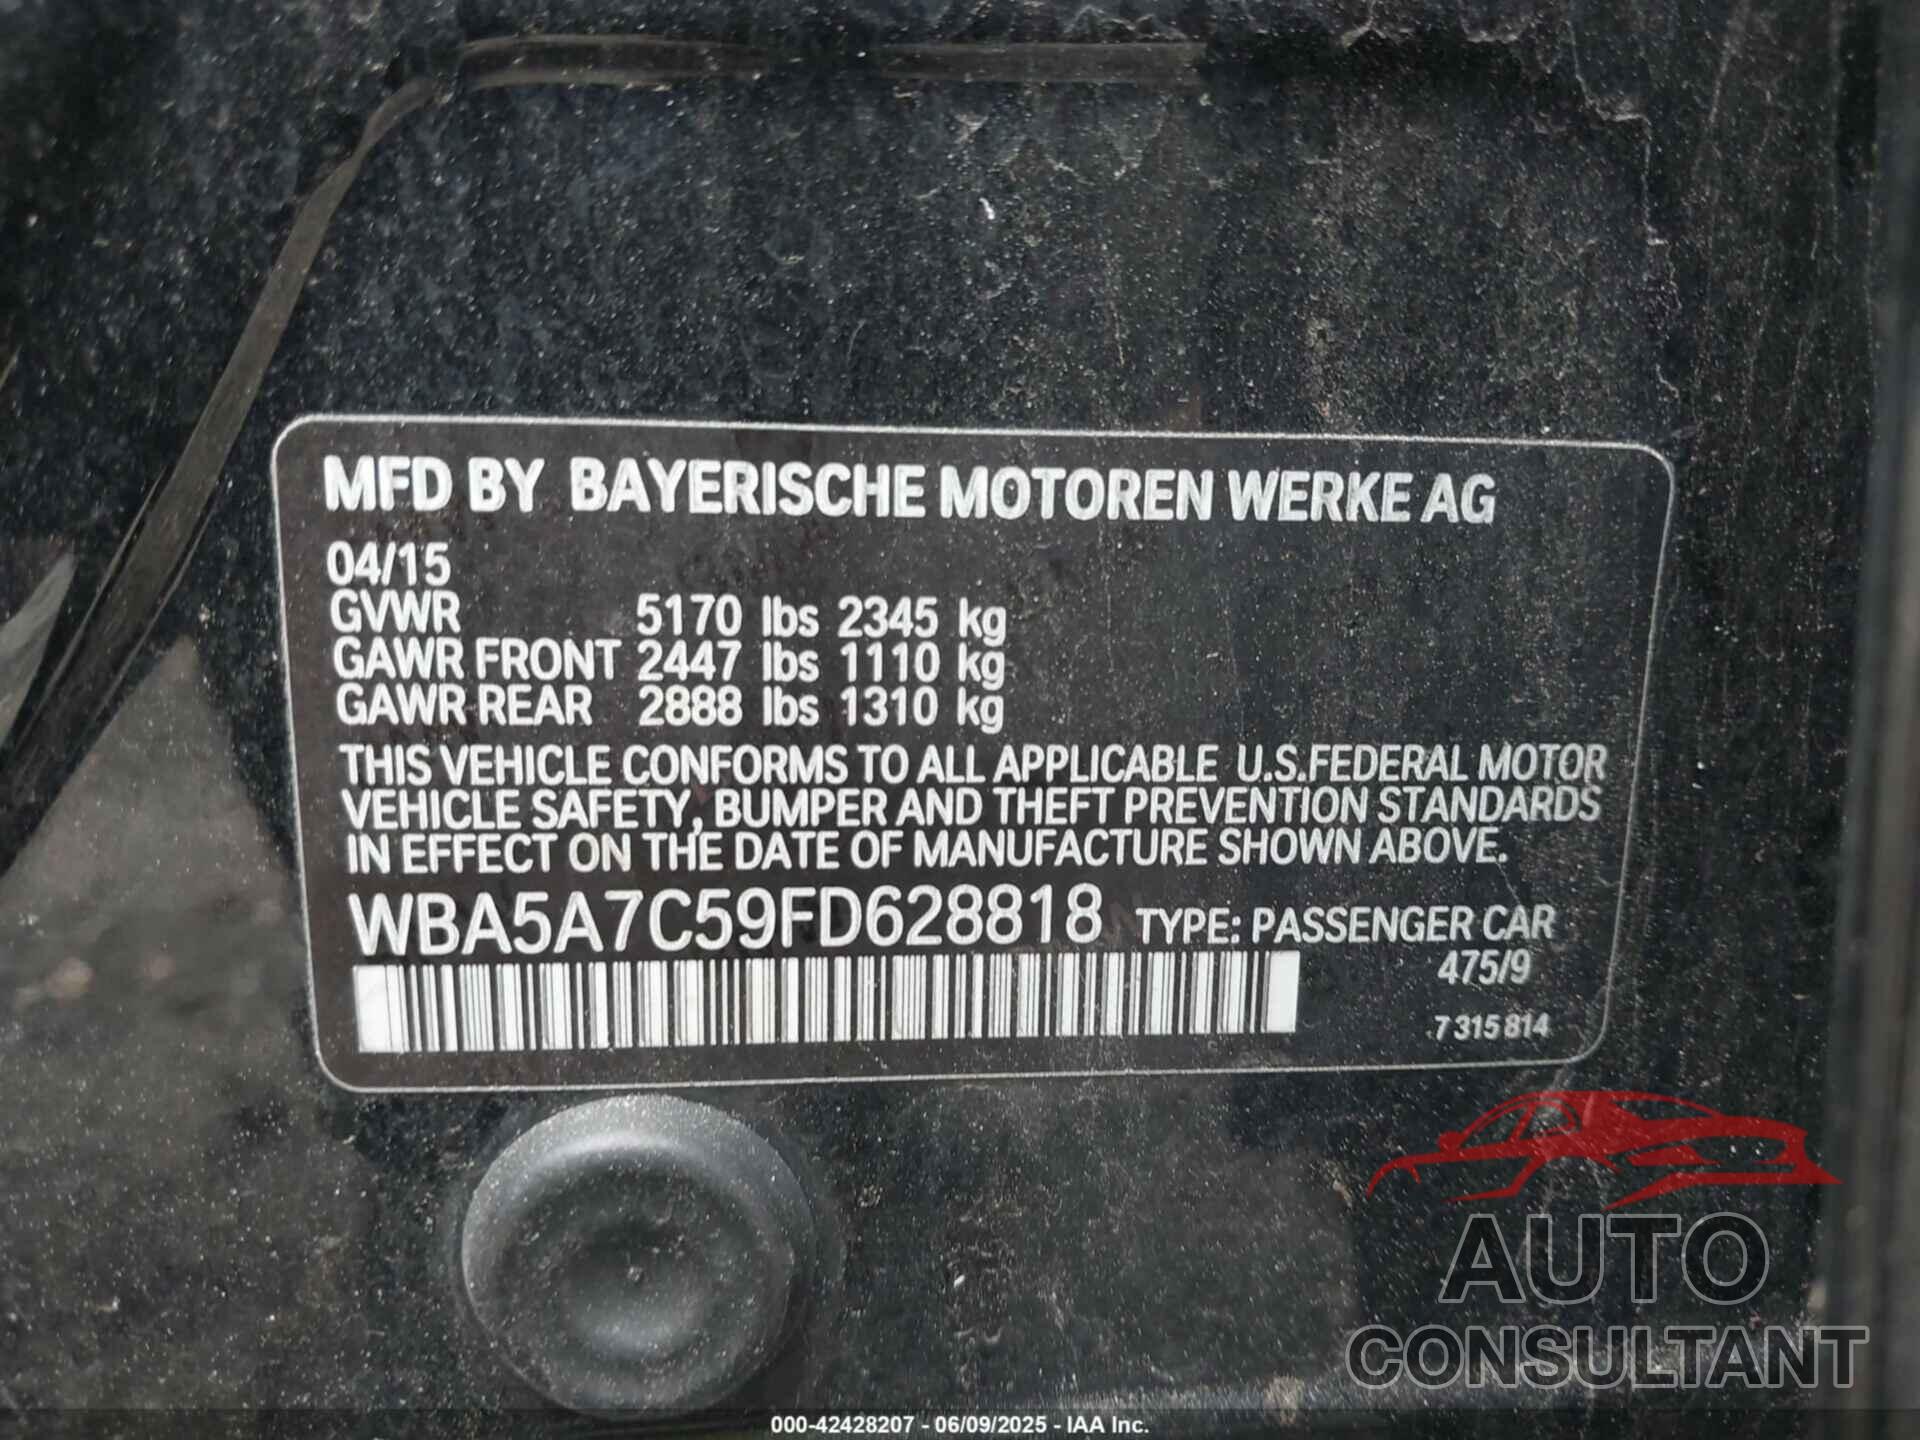 MFD BY BAYERISCHE MOTOREN WERKE AG
04/15
GVWR 5170 lbs 2345 kg
GAWR FRONT 2447 lbs 1110 kg
GAWR REAR 2888 lbs 1310 kg
THIS VEHICLE CONFORMS TO ALL APPLICABLE U.S.FEDERAL MOTOR
VEHICLE SAFETY, BUMPER AND THEFT PREVENTION STANDARDS
IN EFFECT ON THE DATE OF MANUFACTURE SHOWN ABOVE.
WBA5A7C59FD628818 TYPE: PASSENGER CAR
475/9
7 315 814
AUTO
CONSULTANT
000-42428207 - 06/09/2025 - IAA Inc.